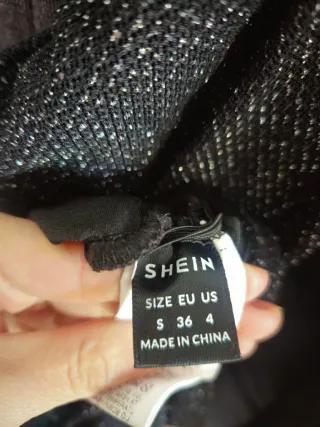 SHEIN
SIZE EU US
S 36 4
MADE IN CHINA